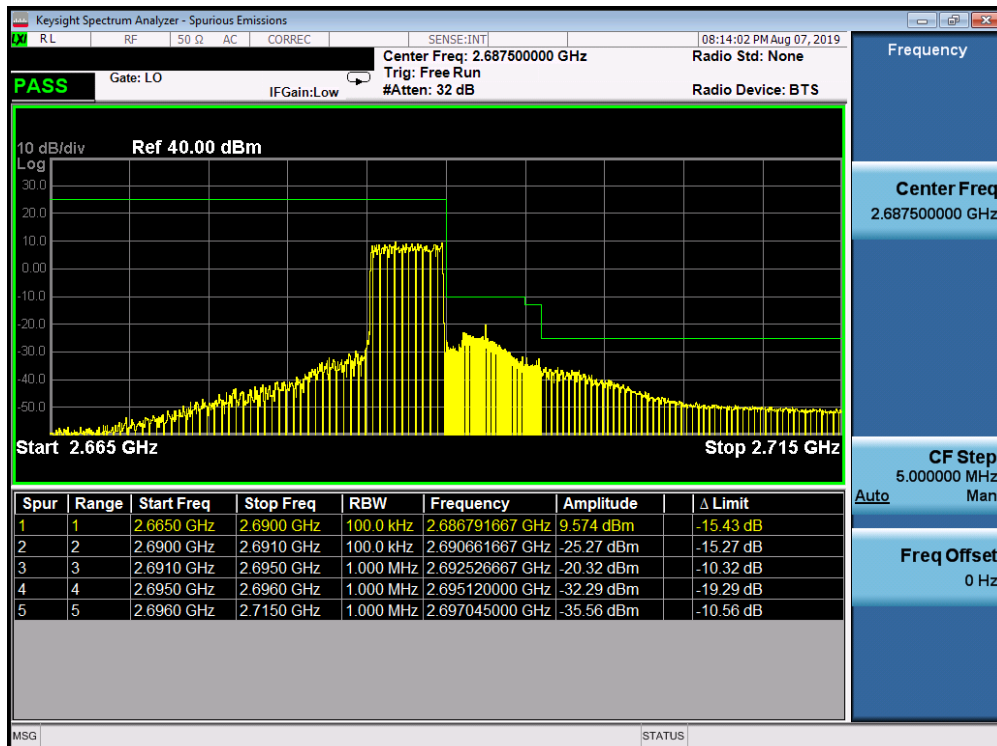 Keysight Spectrum Analyzer - Spurious Emissions
LXI RL RF 50 Ω AC CORREC SENSE:INT 08:14:02 PM Aug 07, 2019
Center Freq: 2.687500000 GHz Radio Std: None
PASS Gate: LO Trig: Free Run
IFGain:Low #Atten: 32 dB Radio Device: BTS
Frequency
10 dB/div Ref 40.00 dBm
Log
30.0
20.0
10.0
0.00
-10.0
-20.0
-30.0
-40.0
-50.0
Start 2.665 GHz Stop 2.715 GHz
Center Freq
2.687500000 GHz
CF Step
5.000000 MHz
Auto Man
Freq Offset
0 Hz
Spur Range Start Freq Stop Freq RBW Frequency Amplitude Δ Limit
1 1 2.6650 GHz 2.6900 GHz 100.0 kHz 2.686791667 GHz 9.574 dBm -15.43 dB
2 2 2.6900 GHz 2.6910 GHz 100.0 kHz 2.690661667 GHz -25.27 dBm -15.27 dB
3 3 2.6910 GHz 2.6950 GHz 1.000 MHz 2.692526667 GHz -20.32 dBm -10.32 dB
4 4 2.6950 GHz 2.6960 GHz 1.000 MHz 2.695120000 GHz -32.29 dBm -19.29 dB
5 5 2.6960 GHz 2.7150 GHz 1.000 MHz 2.697045000 GHz -35.56 dBm -10.56 dB
MSG STATUS